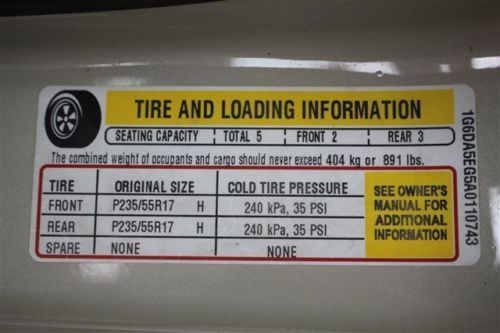 TIRE AND LOADING INFORMATION
SEATING CAPACITY TOTAL 5 FRONT 2 REAR 3
The combined weight of occupants and cargo should never exceed 404 kg or 891 lbs.
TIRE ORIGINAL SIZE COLD TIRE PRESSURE
FRONT P235/55R17 H 240 kPa, 35 PSI
REAR P235/55R17 H 240 kPa, 35 PSI
SPARE NONE NONE
SEE OWNER'S
MANUAL FOR
ADDITIONAL
INFORMATION
1G6DA5EG5A0110743